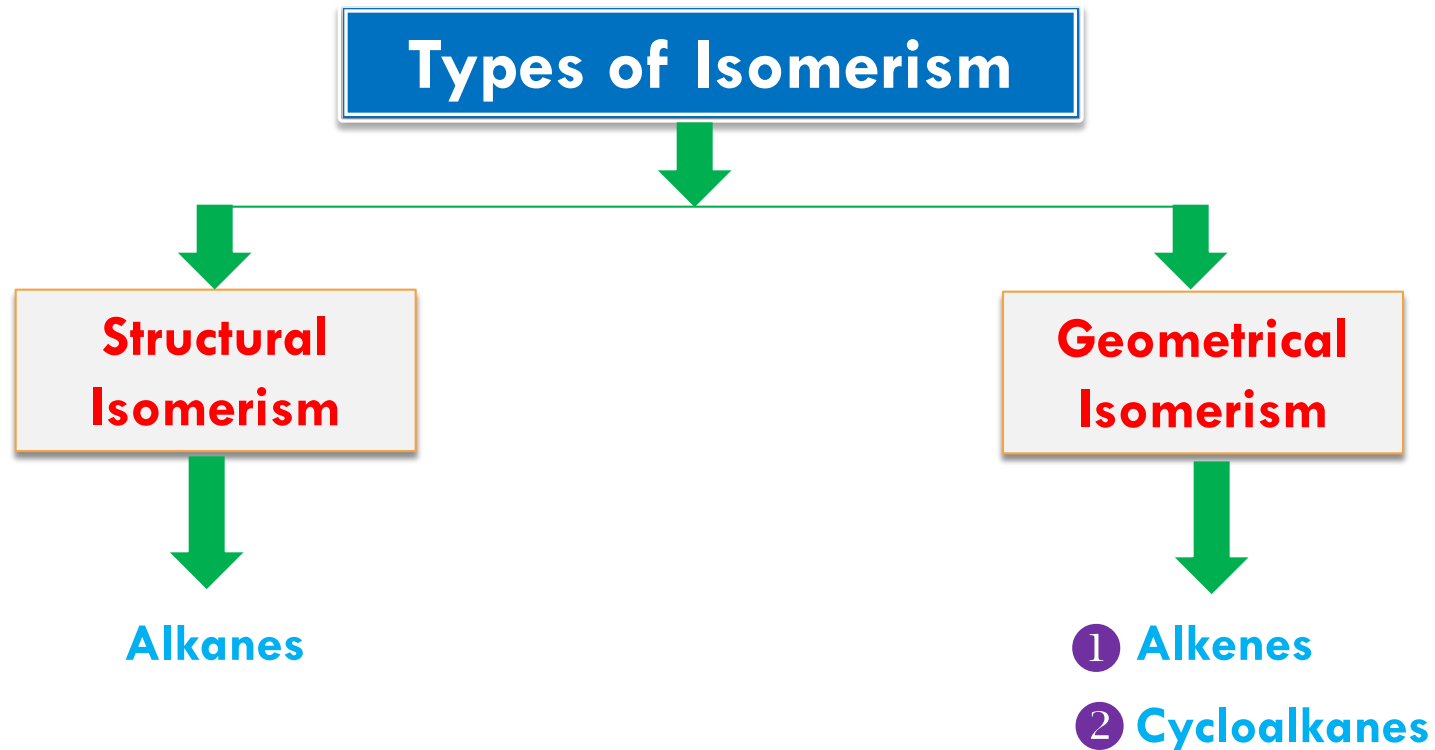 Types of Isomerism
Structural
Isomerism
Geometrical
Isomerism
Alkanes
1 Alkenes
2 Cycloalkanes